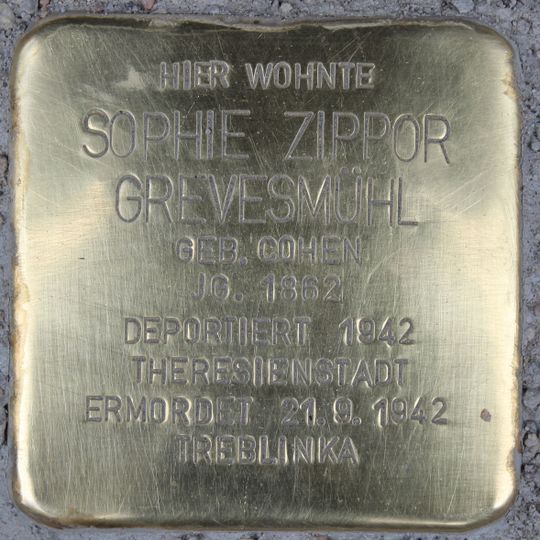 HIER WOHNTE
SOPHIE ZIPPOR
GREVESMÜHL
GEB. COHEN
JG. 1862
DEPORTIERT 1942
THERESIENSTADT
ERMORDET 21.9.1942
TREBLINKA